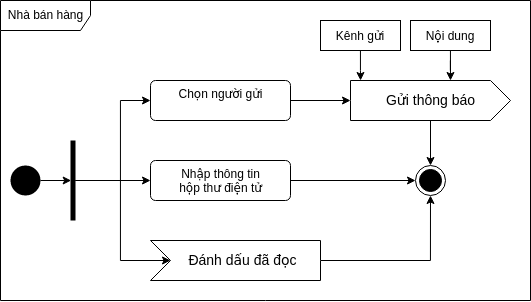 Nhà bán hàng
Kênh gửi
Nội dung
Chọn người gửi
Gửi thông báo
Nhập thông tin
hộp thư điện tử
Đánh dấu đã đọc